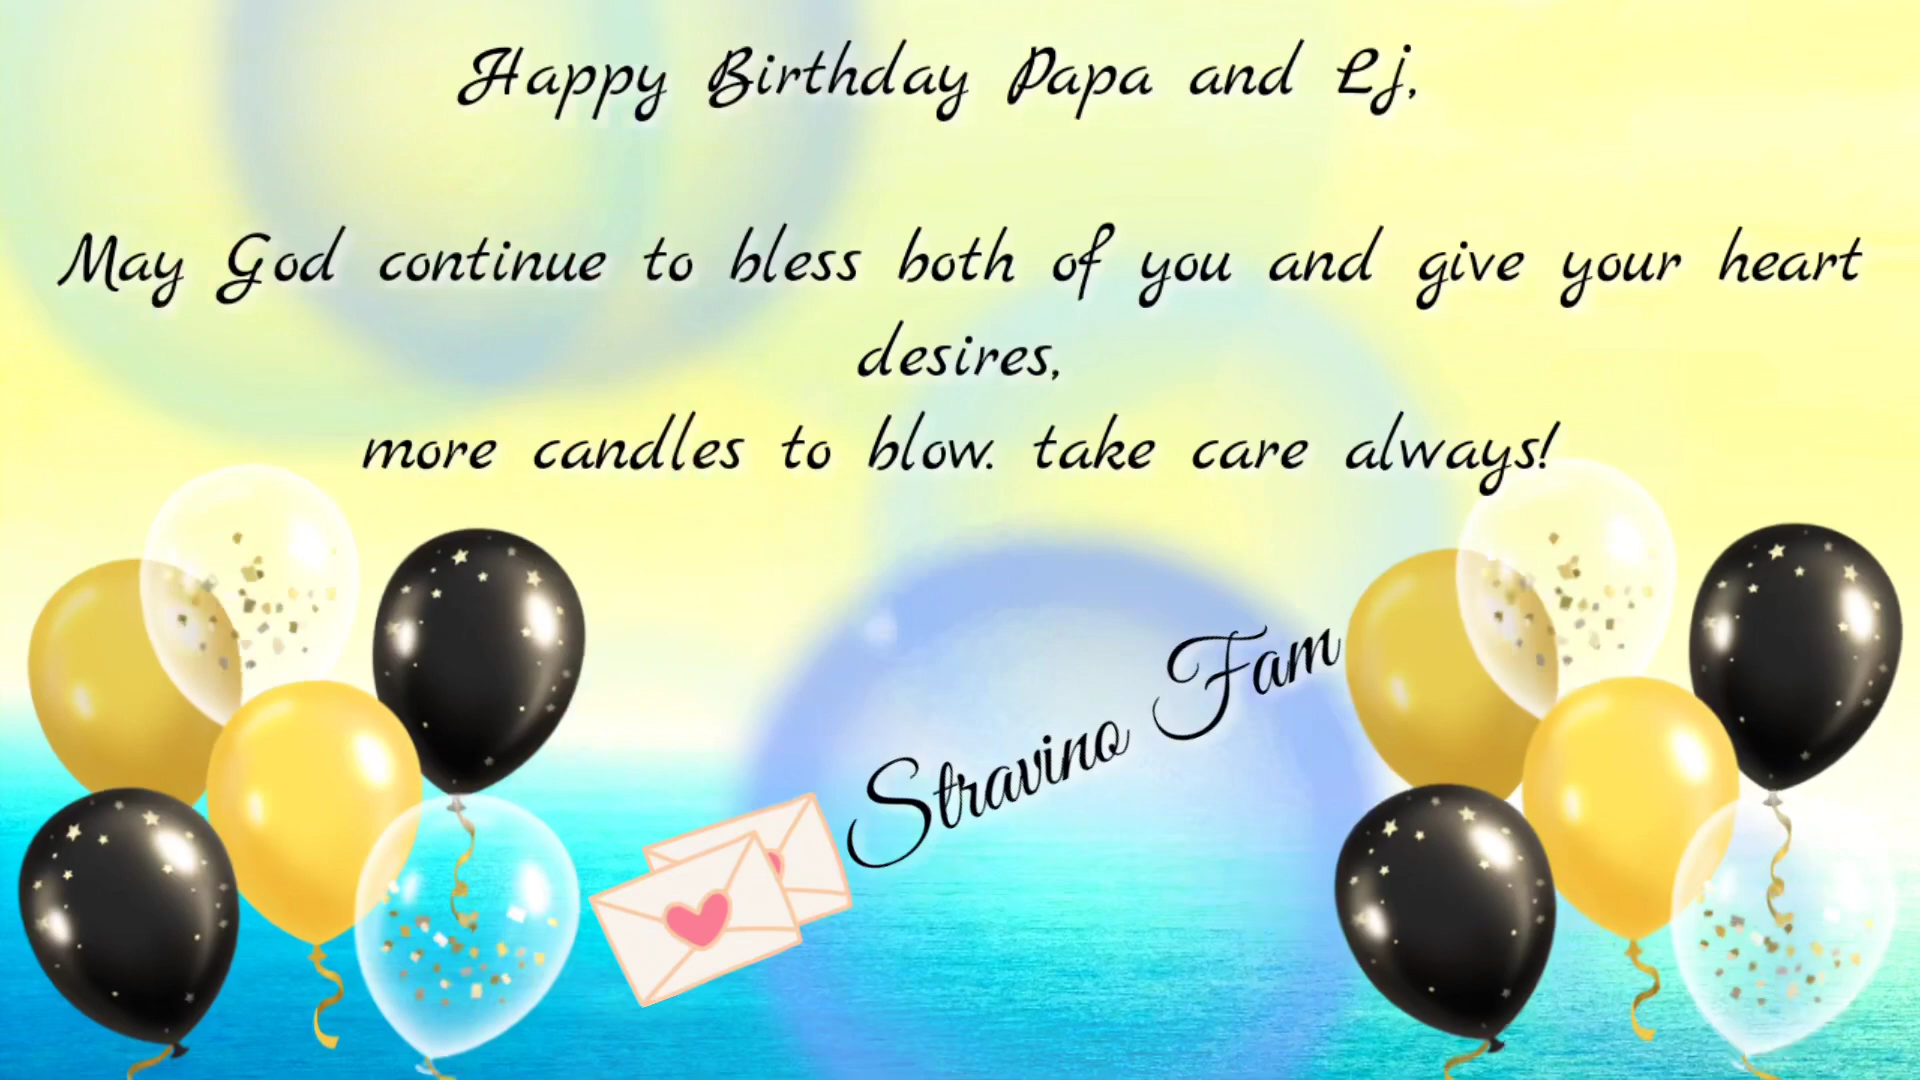 Happy Birthday Papa and Lj,
May God continue to bless both of you and give your heart
desires,
more candles to blow. take care always!
Stravino Fam